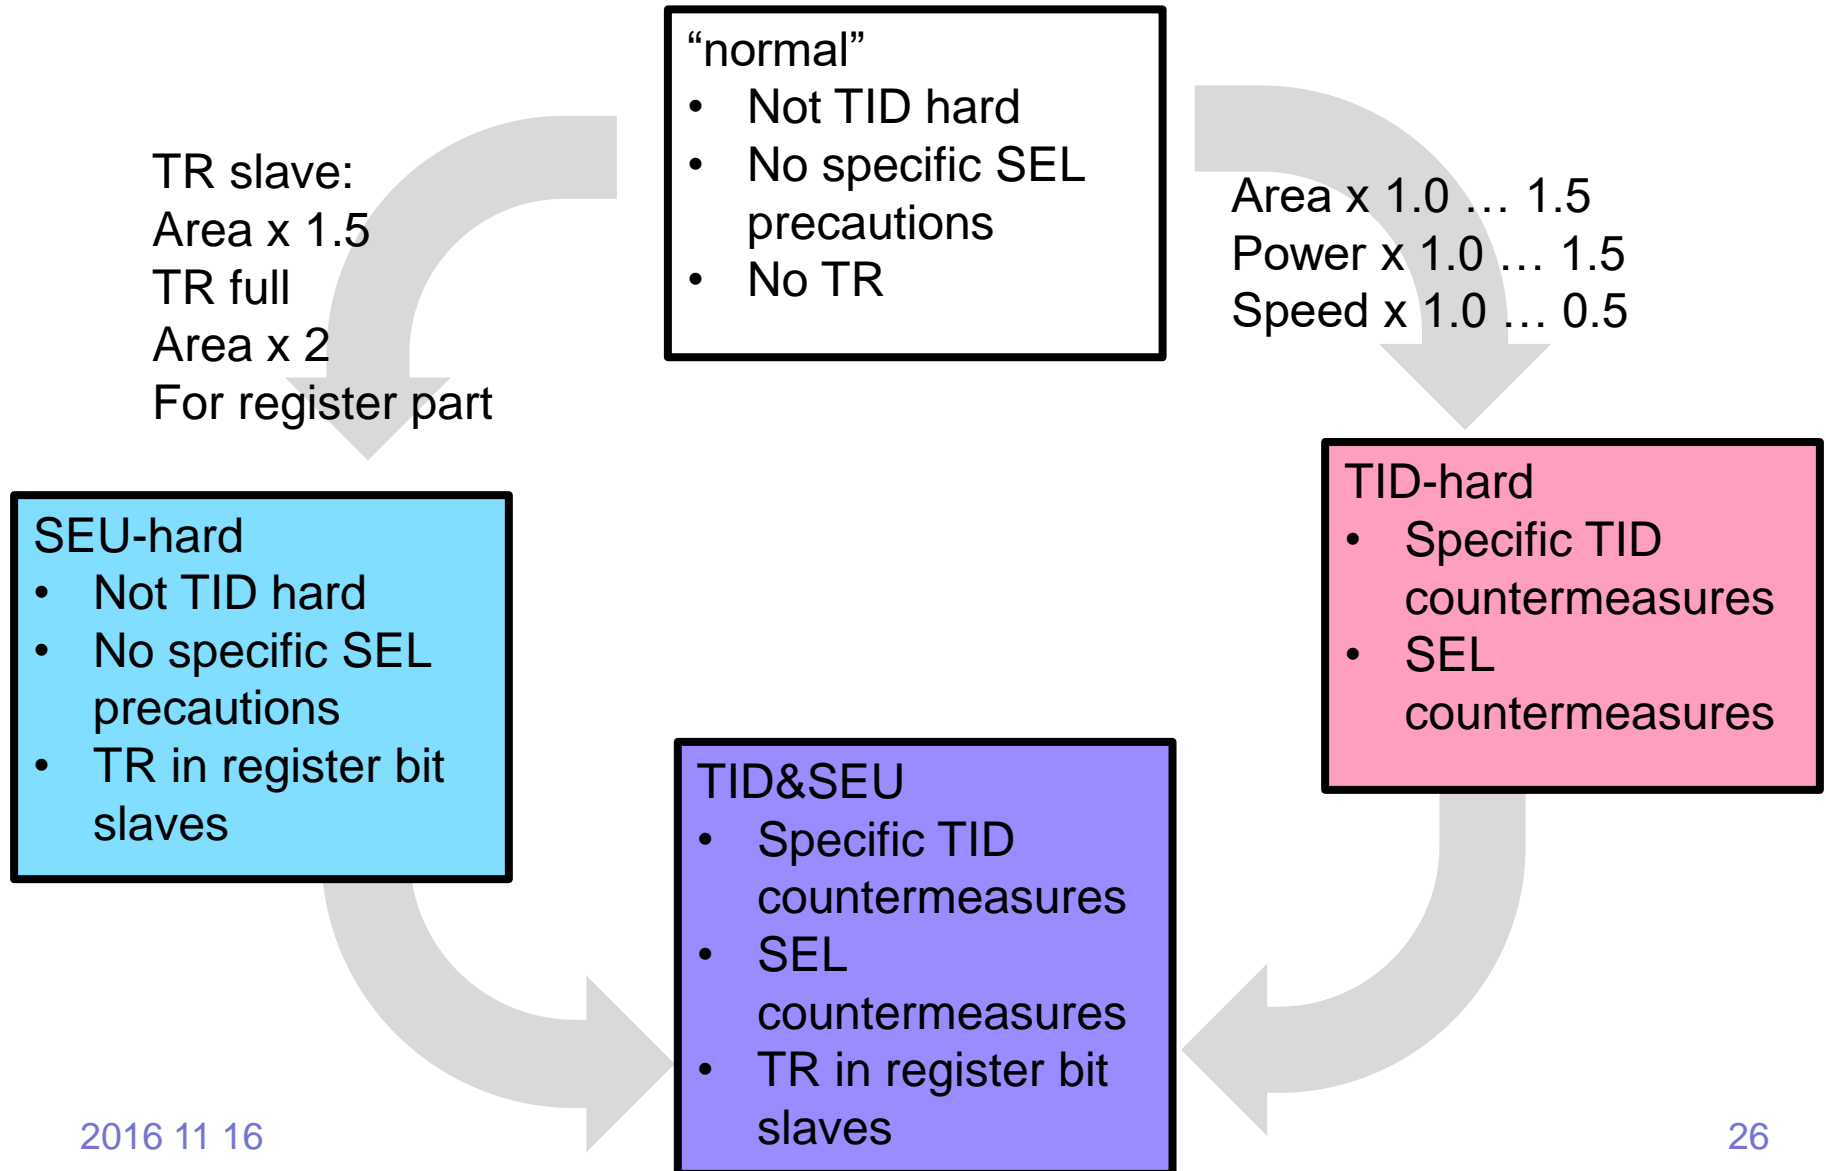 “normal”
• Not TID hard
• No specific SEL
precautions
• No TR
TR slave:
Area x 1.5
TR full
Area x 2
For register part
Area x 1.0 … 1.5
Power x 1.0 … 1.5
Speed x 1.0 … 0.5
SEU-hard
• Not TID hard
• No specific SEL
precautions
• TR in register bit
slaves
TID-hard
• Specific TID
countermeasures
• SEL
countermeasures
TID&SEU
• Specific TID
countermeasures
• SEL
countermeasures
• TR in register bit
slaves
2016 11 16
26